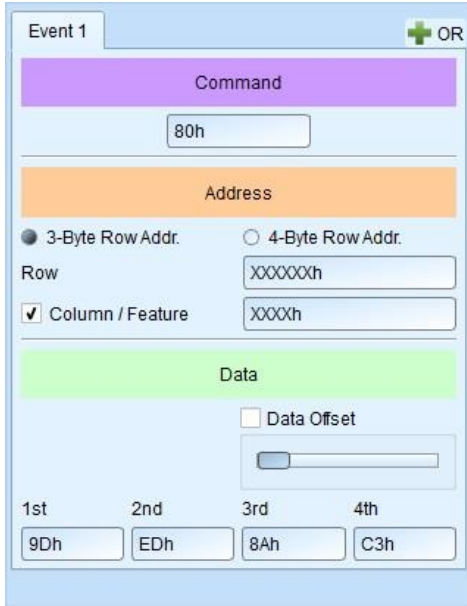 Event 1 OR
Command
80h
Address
3-Byte Row Addr. 4-Byte Row Addr.
Row XXXXXXh
Column / Feature XXXXh
Data
Data Offset
1st 2nd 3rd 4th
9Dh EDh 8Ah C3h